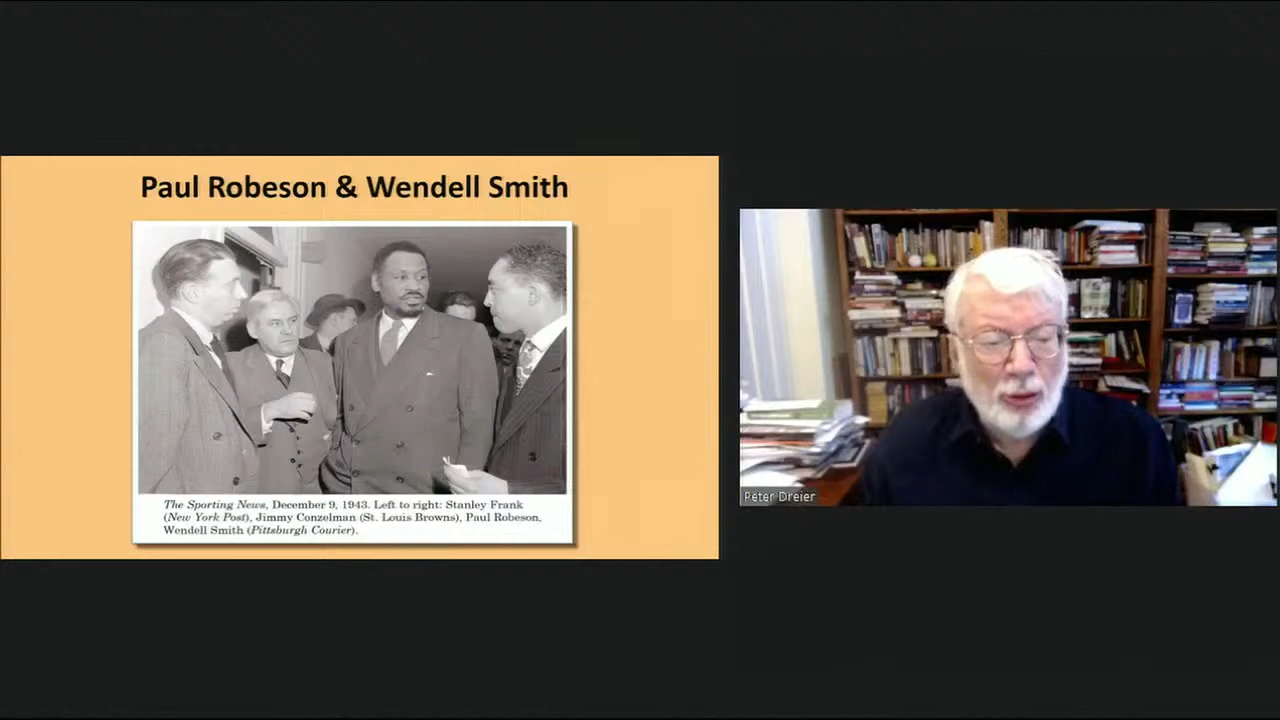 Paul Robeson & Wendell Smith
The Sporting News, December 9, 1943. Left to right: Stanley Frank
(New York Post), Jimmy Conzelman (St. Louis Browns), Paul Robeson,
Wendell Smith (Pittsburgh Courier).
Peter Dreier